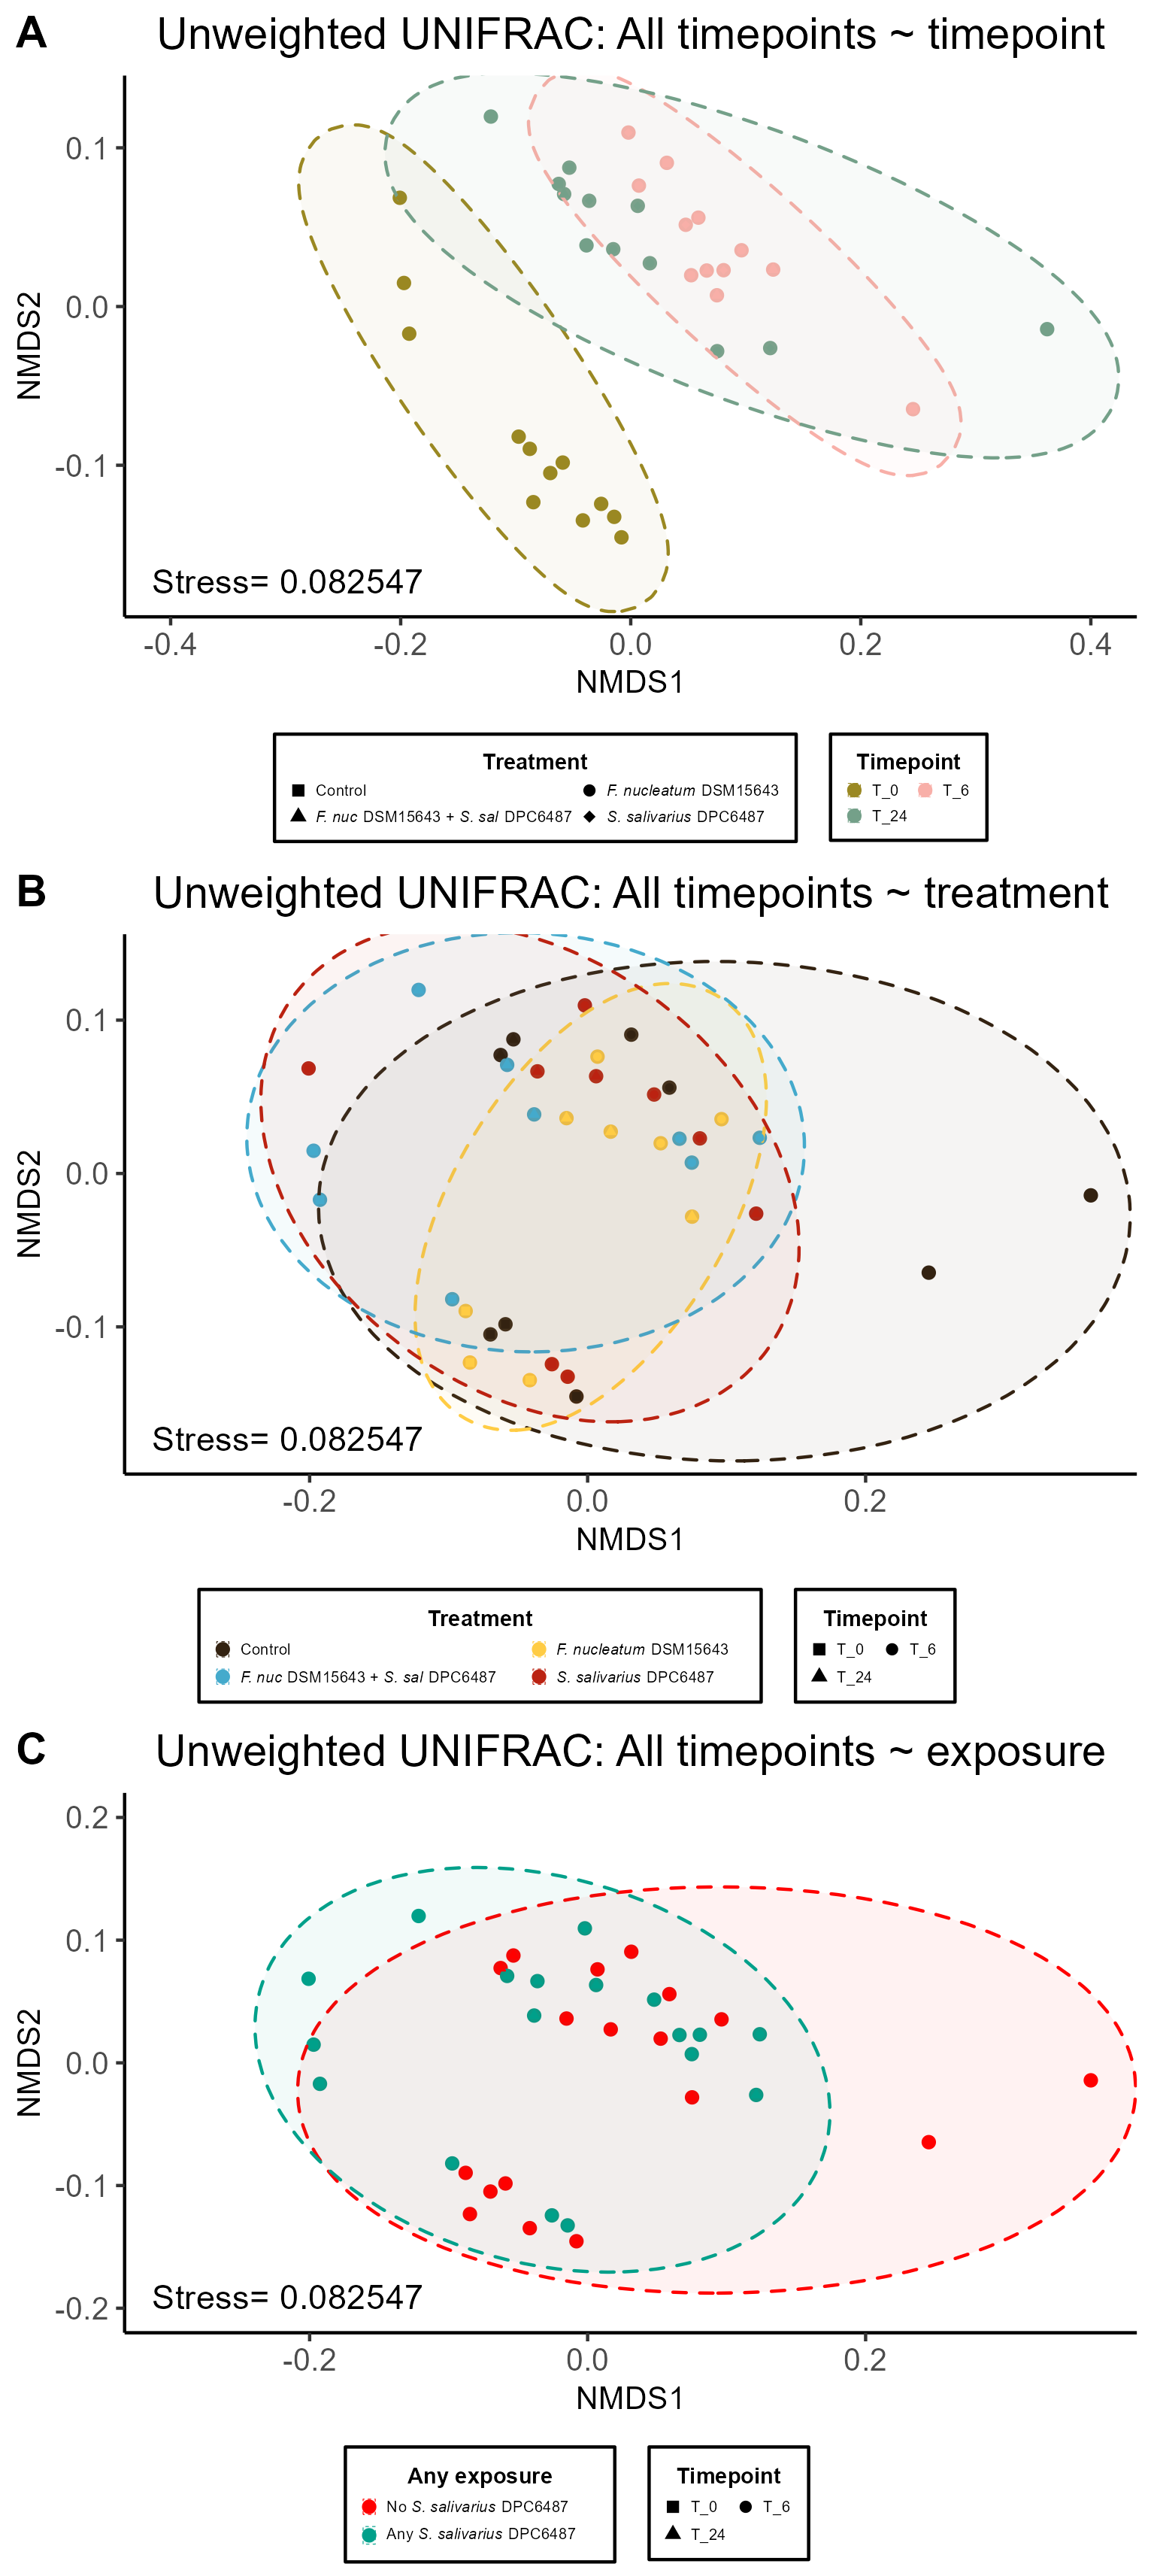 A
Unweighted UNIFRAC: All timepoints ~ timepoint
NMDS2
0.1
0.0
-0.1
Stress= 0.082547
-0.4 -0.2 0.0 0.2 0.4
NMDS1
Treatment
Control
F. nucleatum DSM15643
F. nuc DSM15643 + S. sal DPC6487
S. salivarius DPC6487
Timepoint
T_0 T_6
T_24
B
Unweighted UNIFRAC: All timepoints ~ treatment
NMDS2
0.1
0.0
-0.1
Stress= 0.082547
-0.2 0.0 0.2
NMDS1
Treatment
Control
F. nucleatum DSM15643
F. nuc DSM15643 + S. sal DPC6487
S. salivarius DPC6487
Timepoint
T_0 T_6
T_24
C
Unweighted UNIFRAC: All timepoints ~ exposure
NMDS2
0.2
0.1
0.0
-0.1
-0.2
Stress= 0.082547
-0.2 0.0 0.2
NMDS1
Any exposure
No S. salivarius DPC6487
Any S. salivarius DPC6487
Timepoint
T_0 T_6
T_24